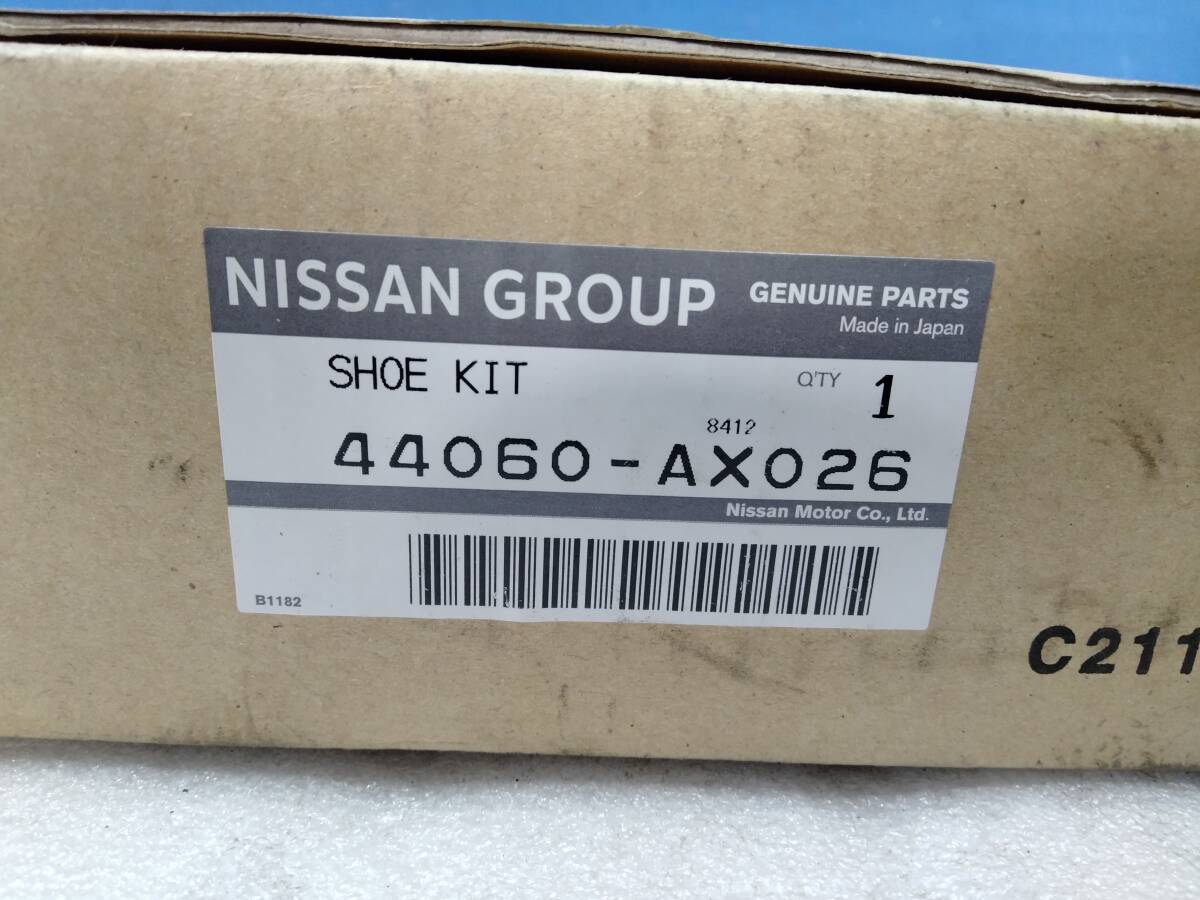 NISSAN GROUP GENUINE PARTS
Made in Japan
SHOE KIT Q'TY 1
8412
44060-AX026
Nissan Motor Co., Ltd.
B1182
C211